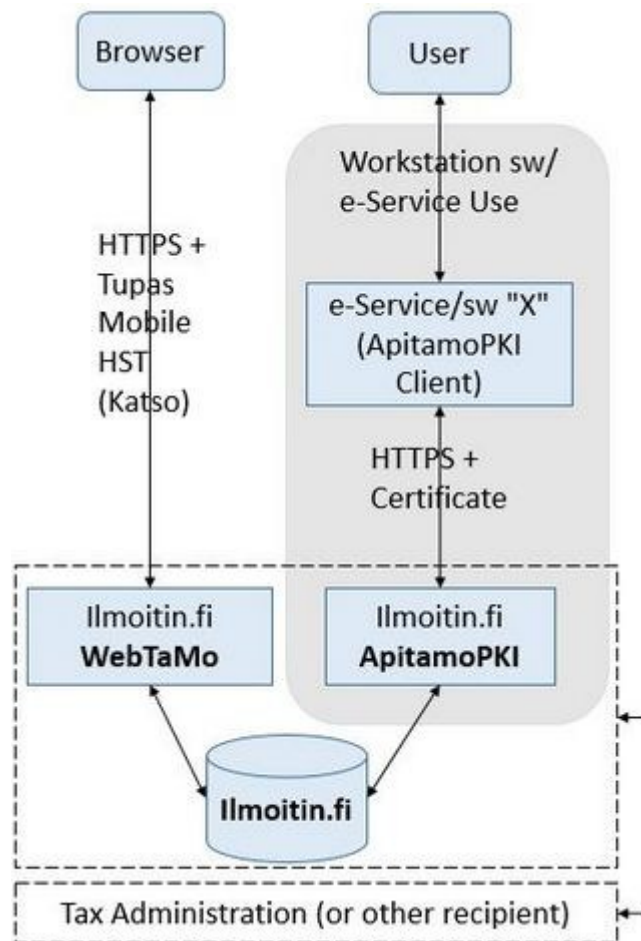 Browser
User
Workstation sw/
e-Service Use
HTTPS +
Tupas
Mobile
HST
(Katso)
e-Service/sw "X"
(ApitamoPKI
Client)
HTTPS +
Certificate
Ilmoitin.fi
WebTaMo
Ilmoitin.fi
ApitamoPKI
Ilmoitin.fi
Tax Administration (or other recipient)